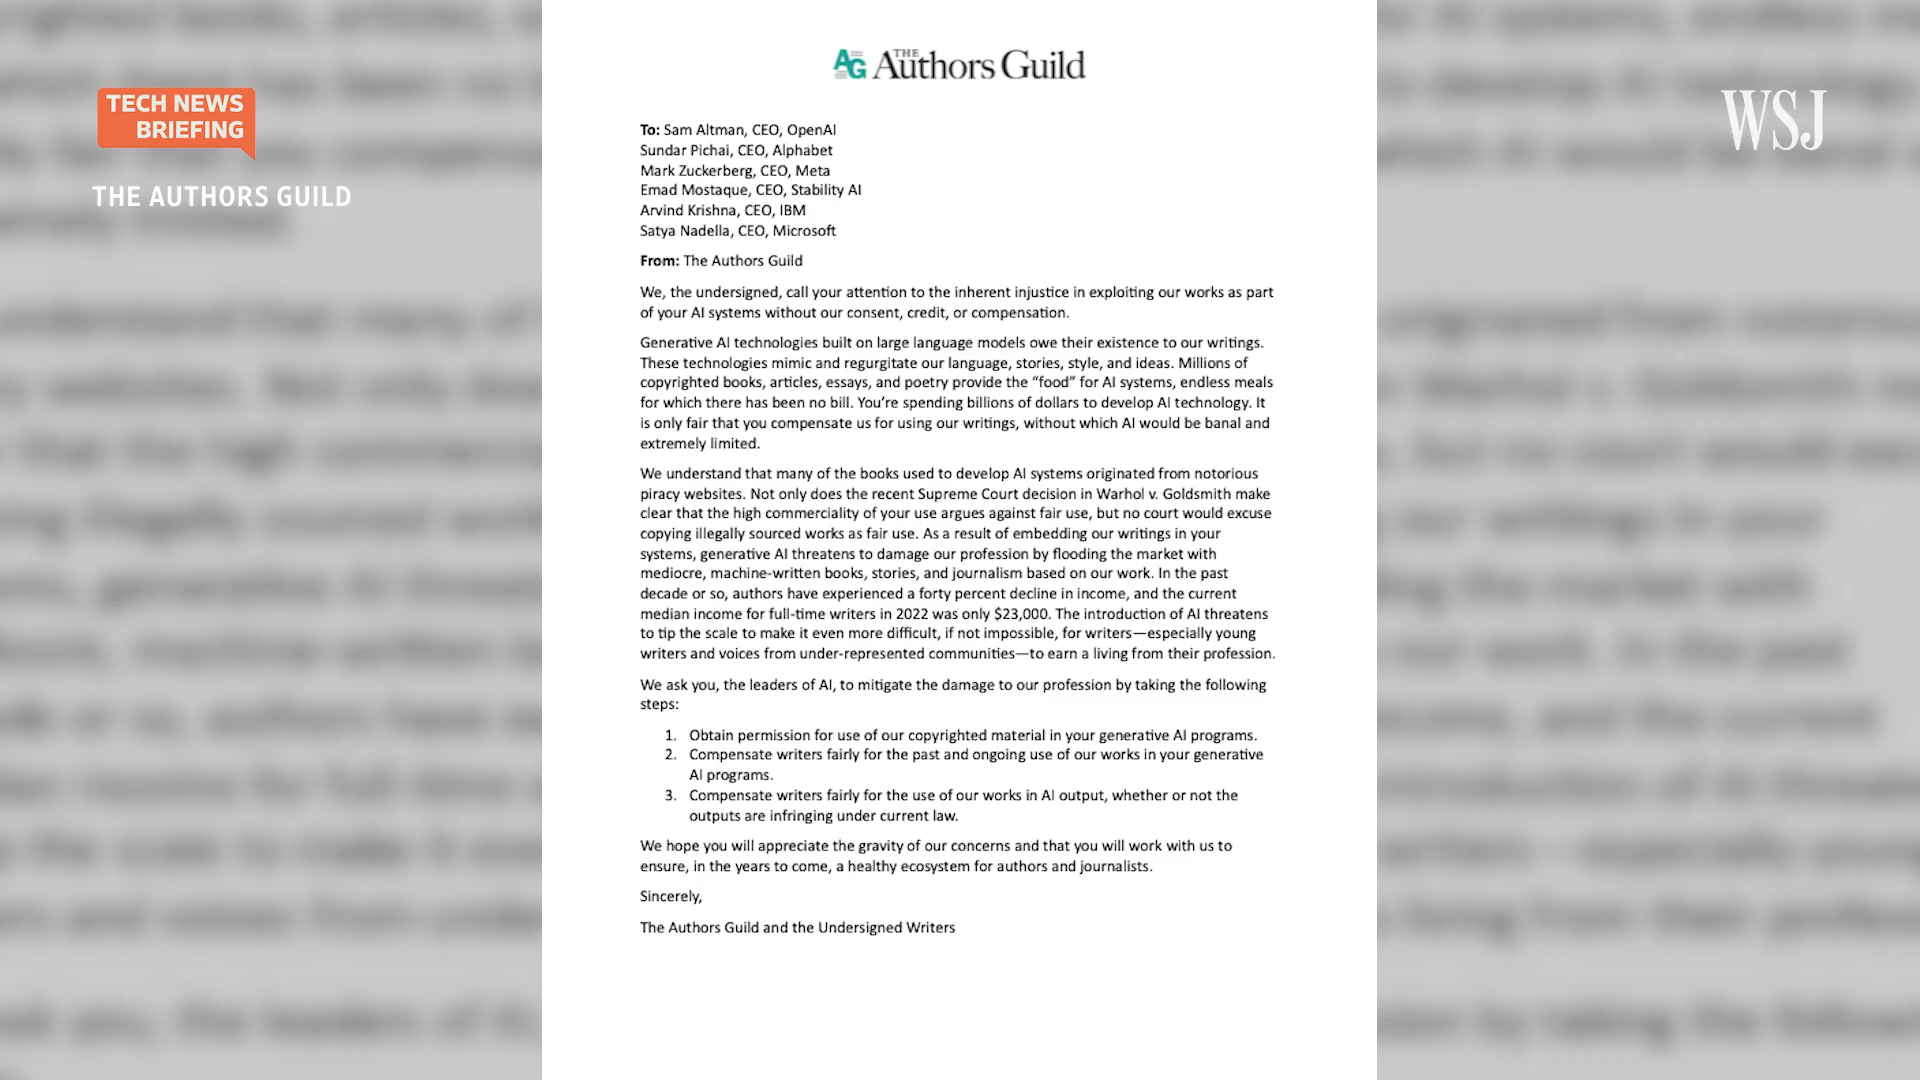 TECH NEWS
BRIEFING
THE AUTHORS GUILD
WSJ
AG THE Authors Guild
To: Sam Altman, CEO, OpenAI
Sundar Pichai, CEO, Alphabet
Mark Zuckerberg, CEO, Meta
Emad Mostaque, CEO, Stability AI
Arvind Krishna, CEO, IBM
Satya Nadella, CEO, Microsoft
From: The Authors Guild
We, the undersigned, call your attention to the inherent injustice in exploiting our works as part
of your AI systems without our consent, credit, or compensation.
Generative AI technologies built on large language models owe their existence to our writings.
These technologies mimic and regurgitate our language, stories, style, and ideas. Millions of
copyrighted books, articles, essays, and poetry provide the “food” for AI systems, endless meals
for which there has been no bill. You’re spending billions of dollars to develop AI technology. It
is only fair that you compensate us for using our writings, without which AI would be banal and
extremely limited.
We understand that many of the books used to develop AI systems originated from notorious
piracy websites. Not only does the recent Supreme Court decision in Warhol v. Goldsmith make
clear that the high commerciality of your use argues against fair use, but no court would excuse
copying illegally sourced works as fair use. As a result of embedding our writings in your
systems, generative AI threatens to damage our profession by flooding the market with
mediocre, machine-written books, stories, and journalism based on our work. In the past
decade or so, authors have experienced a forty percent decline in income, and the current
median income for full-time writers in 2022 was only $23,000. The introduction of AI threatens
to tip the scale to make it even more difficult, if not impossible, for writers—especially young
writers and voices from under-represented communities—to earn a living from their profession.
We ask you, the leaders of AI, to mitigate the damage to our profession by taking the following
steps:
1. Obtain permission for use of our copyrighted material in your generative AI programs.
2. Compensate writers fairly for the past and ongoing use of our works in your generative
AI programs.
3. Compensate writers fairly for the use of our works in AI output, whether or not the
outputs are infringing under current law.
We hope you will appreciate the gravity of our concerns and that you will work with us to
ensure, in the years to come, a healthy ecosystem for authors and journalists.
Sincerely,
The Authors Guild and the Undersigned Writers